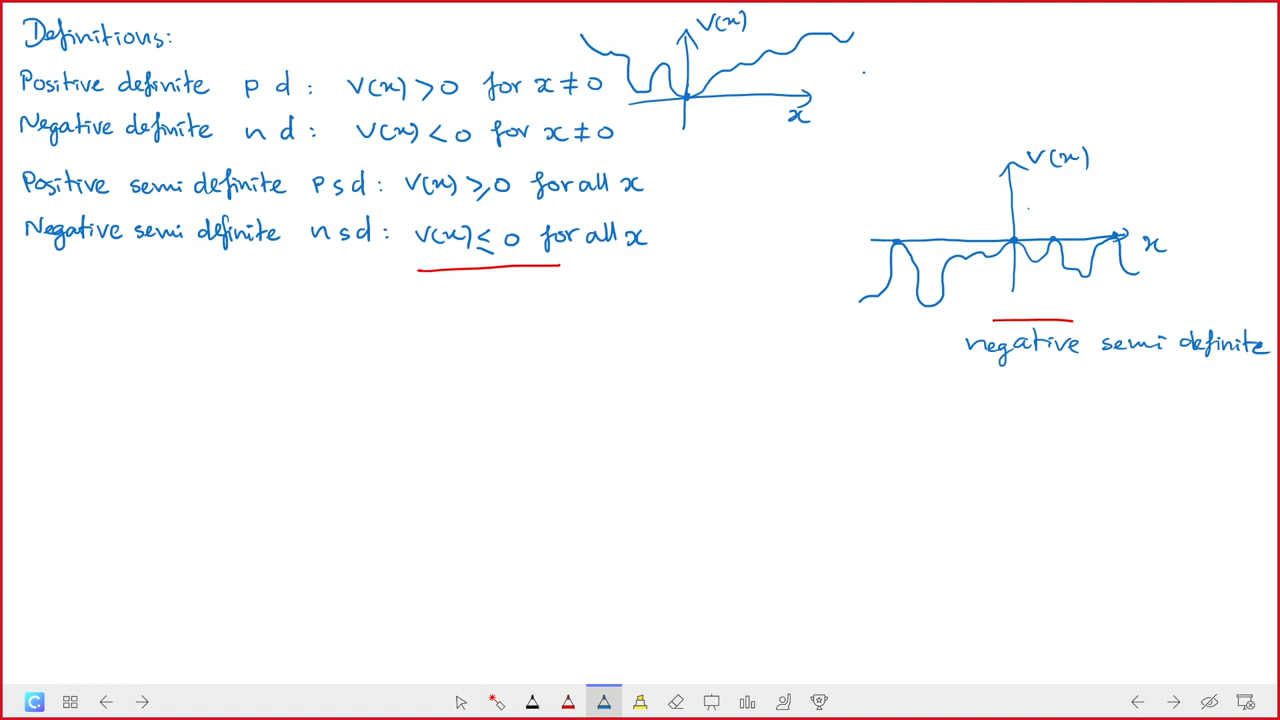 Definitions:
Positive definite p d : V(x) > 0 for x ≠ 0
Negative definite n d : V(x) < 0 for x ≠ 0
Positive semi definite p s d : V(x) ≥ 0 for all x
Negative semi definite n s d : V(x) ≤ 0 for all x
V(x)
x
V(x)
x
negative semi definite